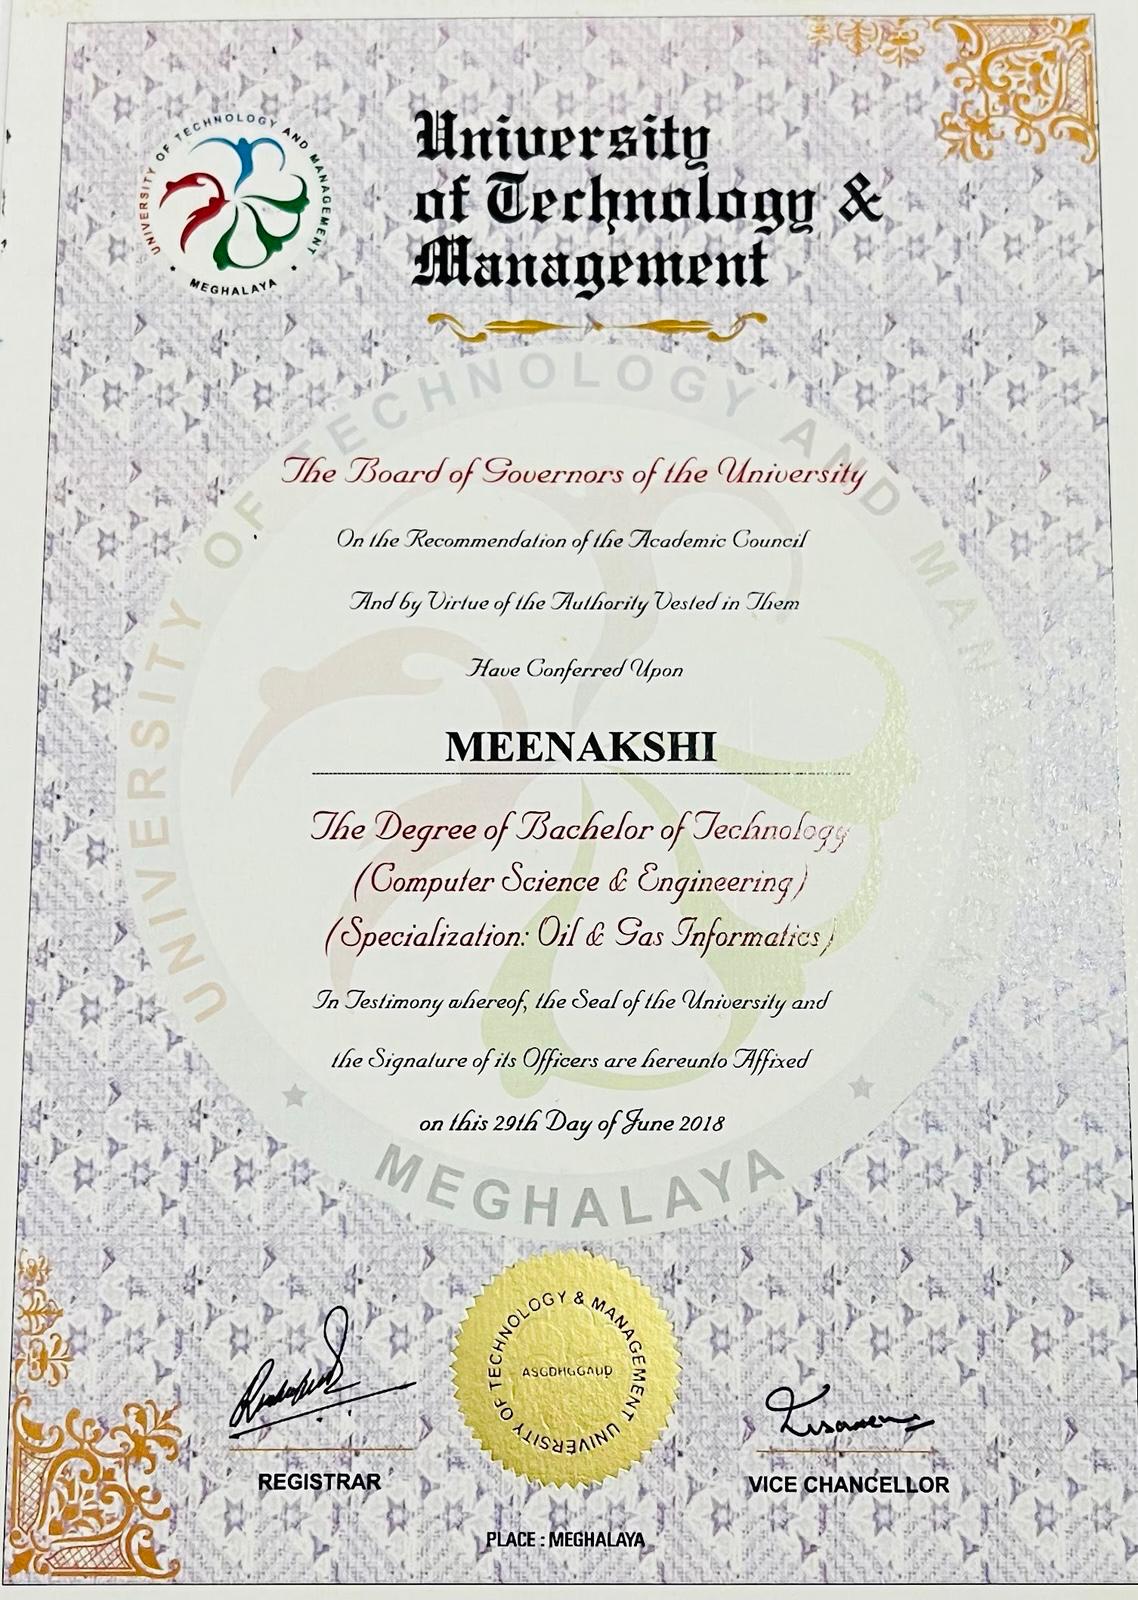 UNIVERSITY OF TECHNOLOGY AND MANAGEMENT
MEGHALAYA
University
of Technology &
Management
UNIVERSITY OF TECHNOLOGY AND MAN
MEGHALAYA
The Board of Governors of the University
On the Recommendation of the Academic Council
And by Virtue of the Authority Vested in Them
Have Conferred Upon
MEENAKSHI
The Degree of Bachelor of Technology
(Computer Science & Engineering)
(Specialization: Oil & Gas Informatics)
In Testimony whereof, the Seal of the University and
the Signature of its Officers are hereunto Affixed
on this 29th Day of June 2018
UNIVERSITY OF TECHNOLOGY & MANAGEMENT
REGISTRAR
VICE CHANCELLOR
PLACE : MEGHALAYA